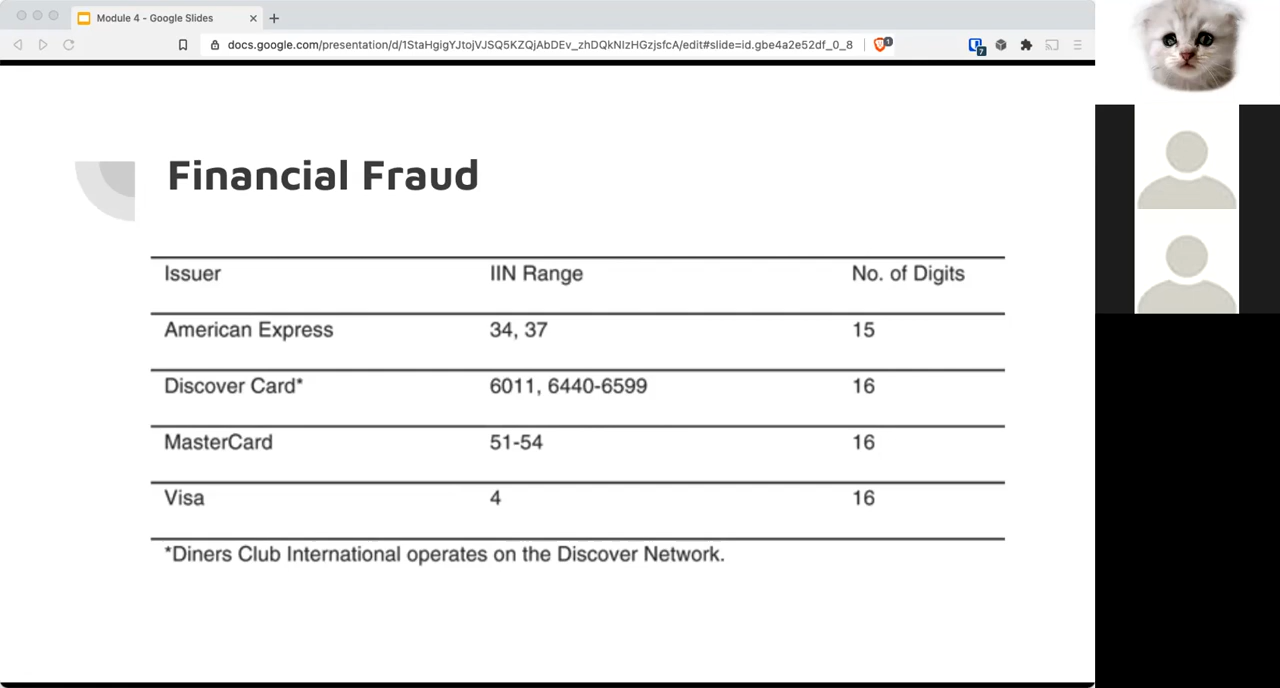 Module 4 - Google Slides
docs.google.com/presentation/d/1StaHgigYJtojVJSQ5KZQjAbDEv_zhDQkNIzHGzjsfcA/edit#slide=id.gbe4a2e52df_0_8
1
7
Financial Fraud
Issuer IIN Range No. of Digits
American Express 34, 37 15
Discover Card* 6011, 6440-6599 16
MasterCard 51-54 16
Visa 4 16
*Diners Club International operates on the Discover Network.